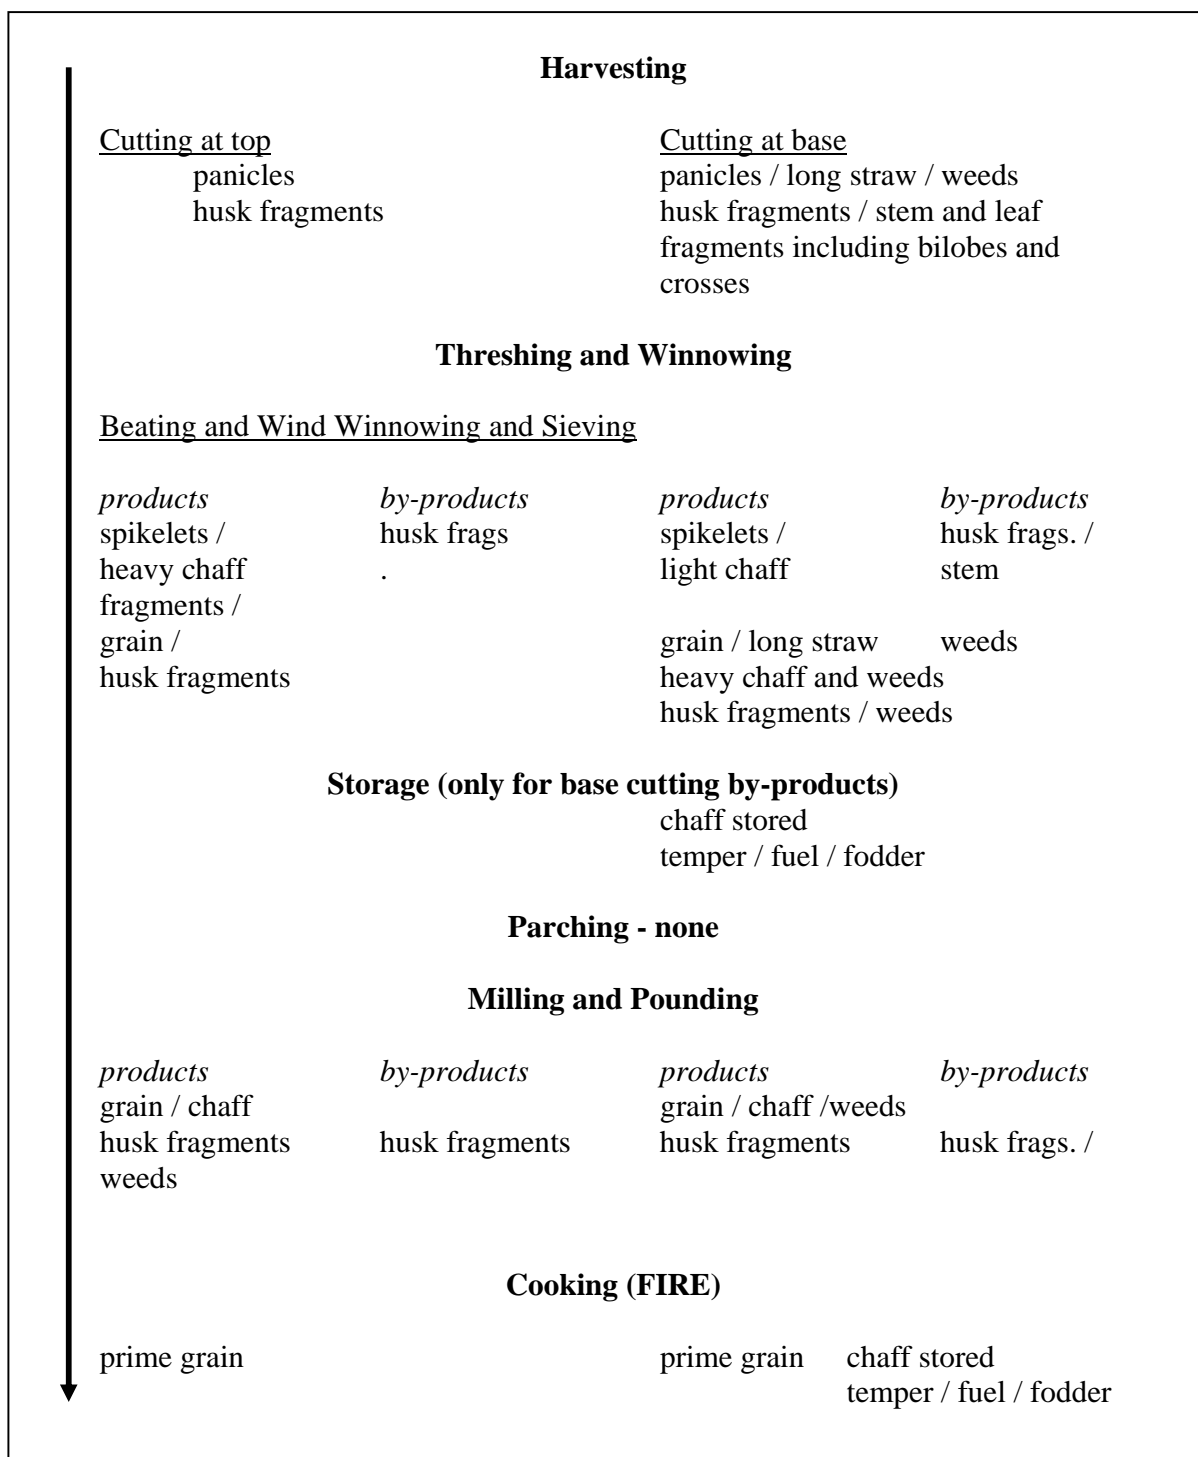 Harvesting
Cutting at top Cutting at base
panicles panicles / long straw / weeds
husk fragments husk fragments / stem and leaf
fragments including bilobes and
crosses
Threshing and Winnowing
Beating and Wind Winnowing and Sieving
products by-products products by-products
spikelets / husk frags spikelets / husk frags. /
heavy chaff . light chaff stem
fragments /
grain / grain / long straw weeds
husk fragments heavy chaff and weeds
husk fragments / weeds
Storage (only for base cutting by-products)
chaff stored
temper / fuel / fodder
Parching - none
Milling and Pounding
products by-products products by-products
grain / chaff grain / chaff /weeds
husk fragments husk fragments husk fragments husk frags. /
weeds
Cooking (FIRE)
prime grain prime grain chaff stored
temper / fuel / fodder